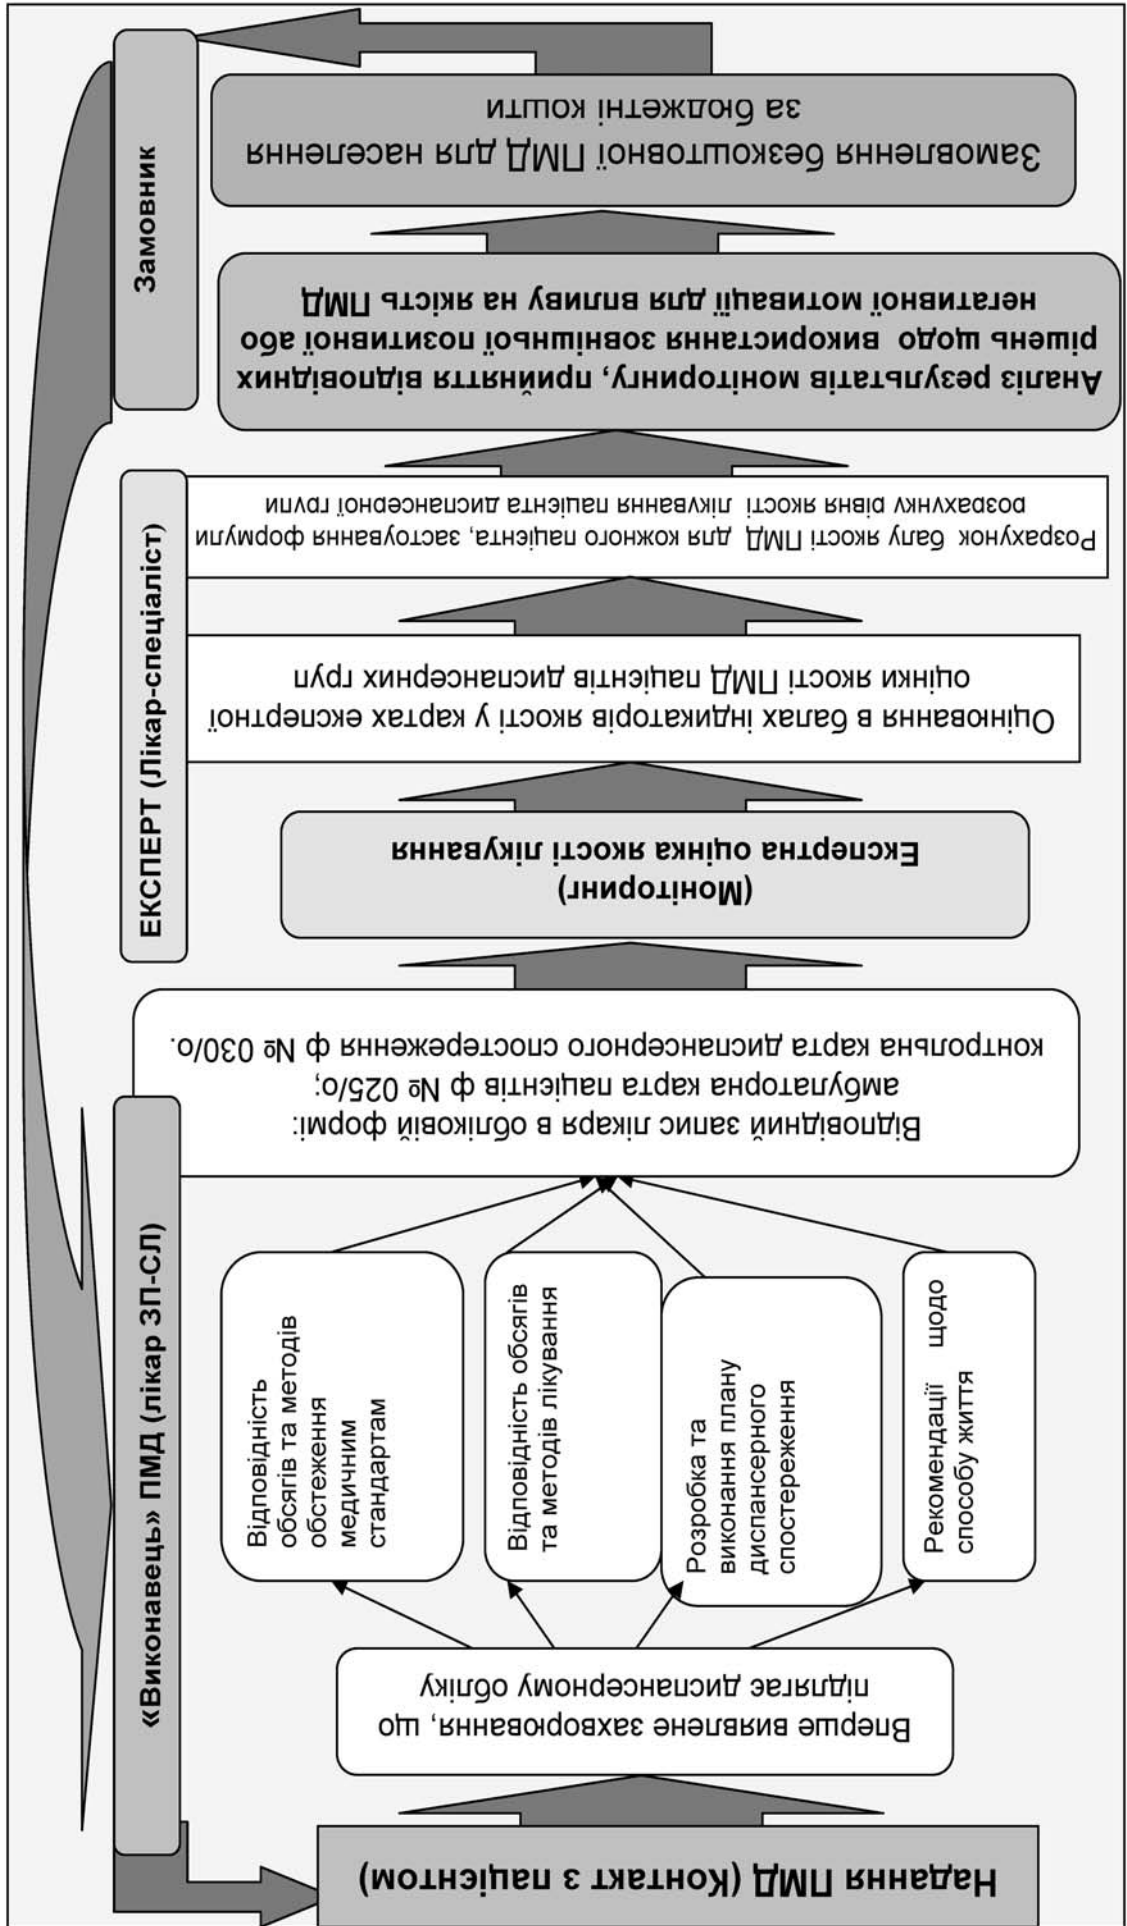 Надання ПМД (Контакт з пацієнтом)
«Виконавець» ПМД (лікар ЗП-СЛ)
Вперше виявлене захворювання, що
підлягає диспансерному обліку
Відповідність
обсягів та методів
обстеження
медичним
стандартам
Відповідність обсягів
та методів лікування
Розробка та
виконання плану
диспансерного
спостереження
Рекомендації щодо
способу життя
Відповідний запис лікаря в обліковій формі:
амбулаторна карта пацієнтів ф № 025/о;
контрольна карта диспансерного спостереження ф № 030/о.
ЕКСПЕРТ (Лікар-спеціаліст)
(Моніторинг)
Експертна оцінка якості лікування
Оцінювання в балах індикаторів якості у картах експертної
оцінки якості ПМД пацієнтів диспансерних груп
Розрахунок балу якості ПМД для кожного пацієнта, застоування формули
розрахунку рівня якості лікування пацієнта диспансерної групи
Замовник
Аналіз результатів моніторингу, прийняття відповідних
рішень щодо використання зовнішньої позитивної або
негативної мотивації для впливу на якість ПМД
Замовлення безкоштовної ПМД для населення
за бюджетні кошти